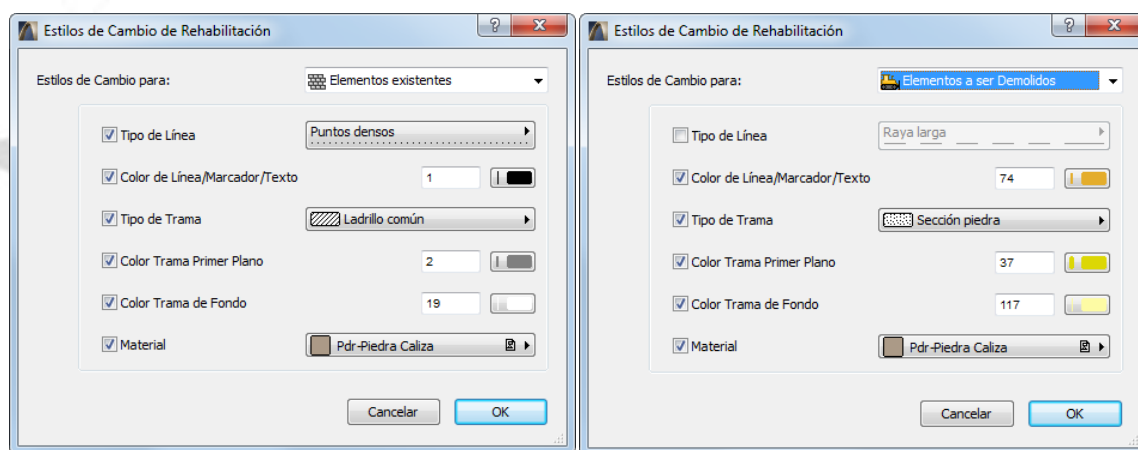 Estilos de Cambio de Rehabilitación
Estilos de Cambio para: Elementos existentes
Tipo de Línea Puntos densos
Color de Línea/Marcador/Texto 1
Tipo de Trama Ladrillo común
Color Trama Primer Plano 2
Color Trama de Fondo 19
Material Pdr-Piedra Caliza
Cancelar OK
Estilos de Cambio de Rehabilitación
Estilos de Cambio para: Elementos a ser Demolidos
Tipo de Línea Raya larga
Color de Línea/Marcador/Texto 74
Tipo de Trama Sección piedra
Color Trama Primer Plano 37
Color Trama de Fondo 117
Material Pdr-Piedra Caliza
Cancelar OK